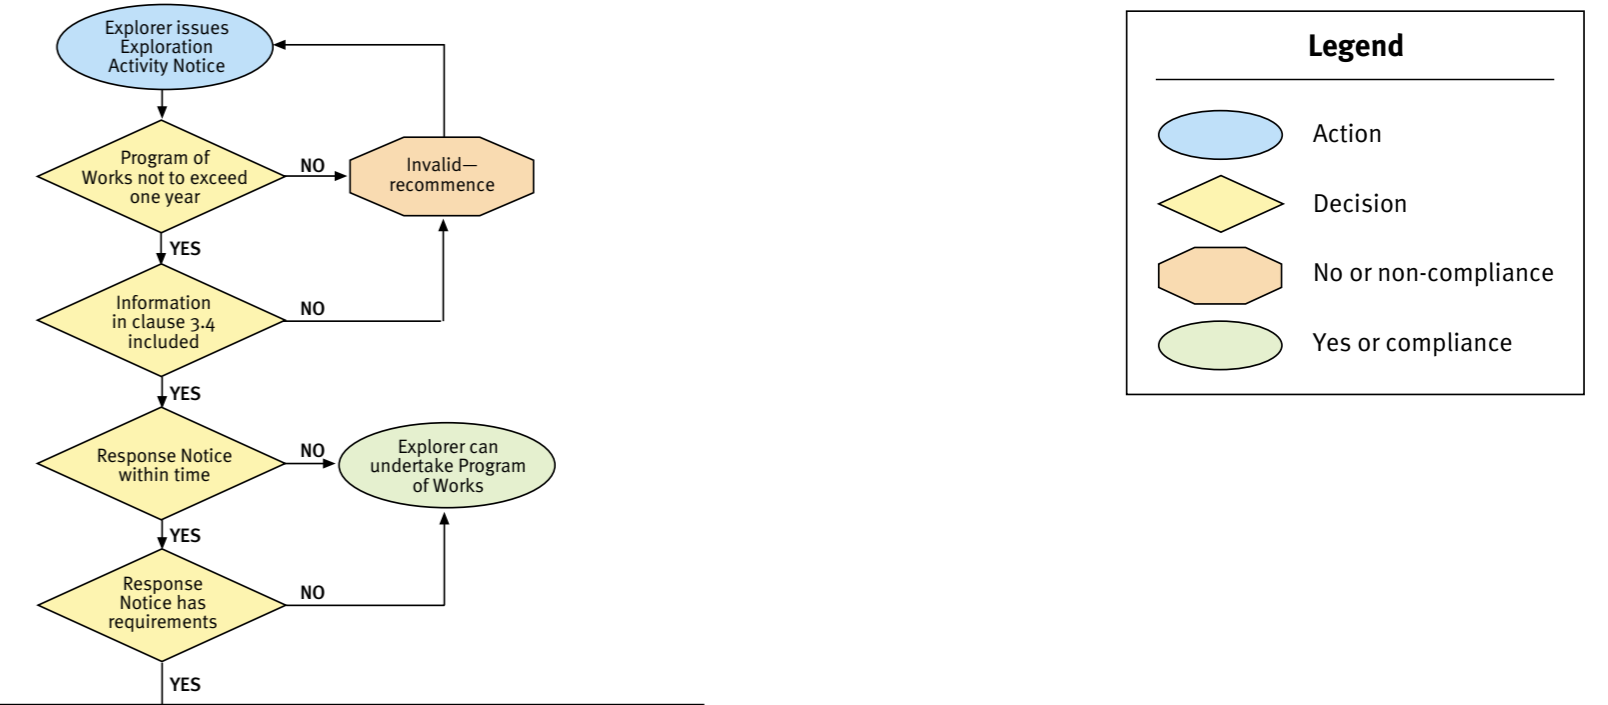 Explorer issues
Exploration
Activity Notice
Program of
Works not to exceed
one year
NO
Invalid—
recommence
YES
Information
in clause 3.4
included
NO
YES
Response Notice
within time
NO
Explorer can
undertake Program
of Works
YES
Response
Notice has
requirements
NO
YES
Legend
Action
Decision
No or non-compliance
Yes or compliance